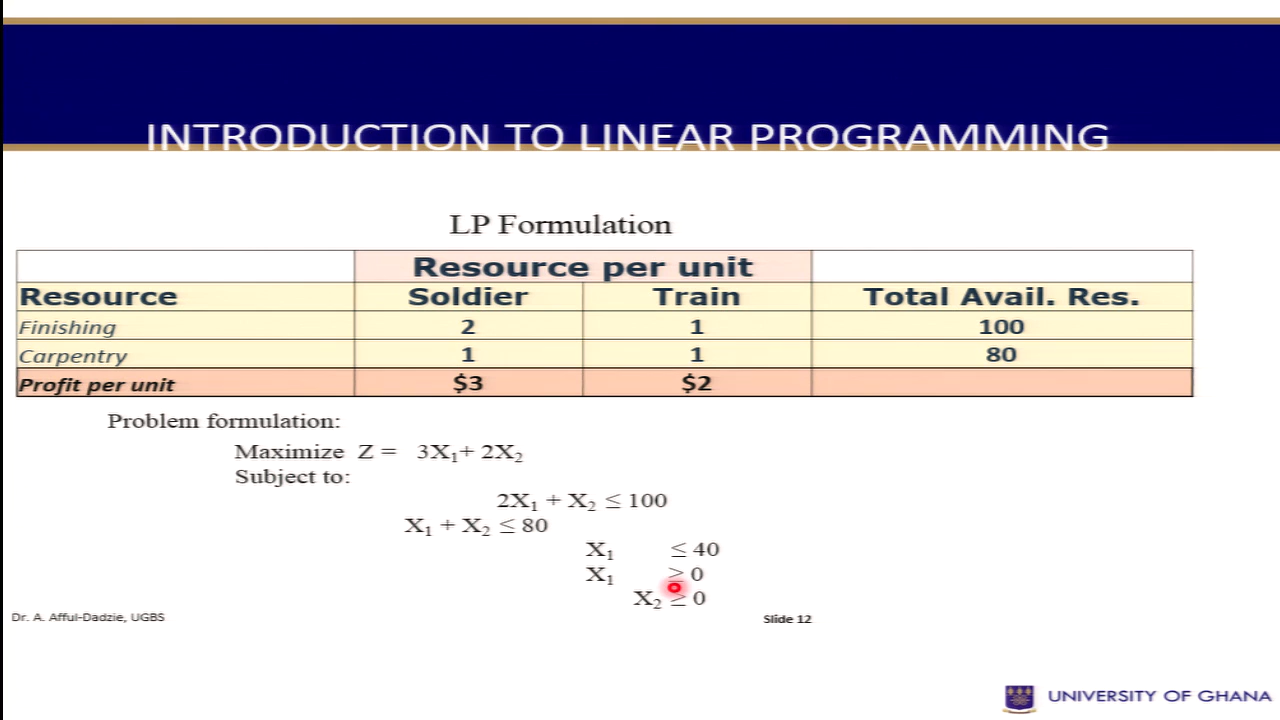 INTRODUCTION TO LINEAR PROGRAMMING
LP Formulation
Resource per unit
Resource Soldier Train Total Avail. Res.
Finishing 2 1 100
Carpentry 1 1 80
Profit per unit $3 $2
Problem formulation:
Maximize Z = 3X₁+ 2X₂
Subject to:
2X₁ + X₂ ≤ 100
X₁ + X₂ ≤ 80
X₁ ≤ 40
X₁ ≥ 0
X₂ ≥ 0
Dr. A. Afful-Dadzie, UGBS
Slide 12
UNIVERSITY OF GHANA